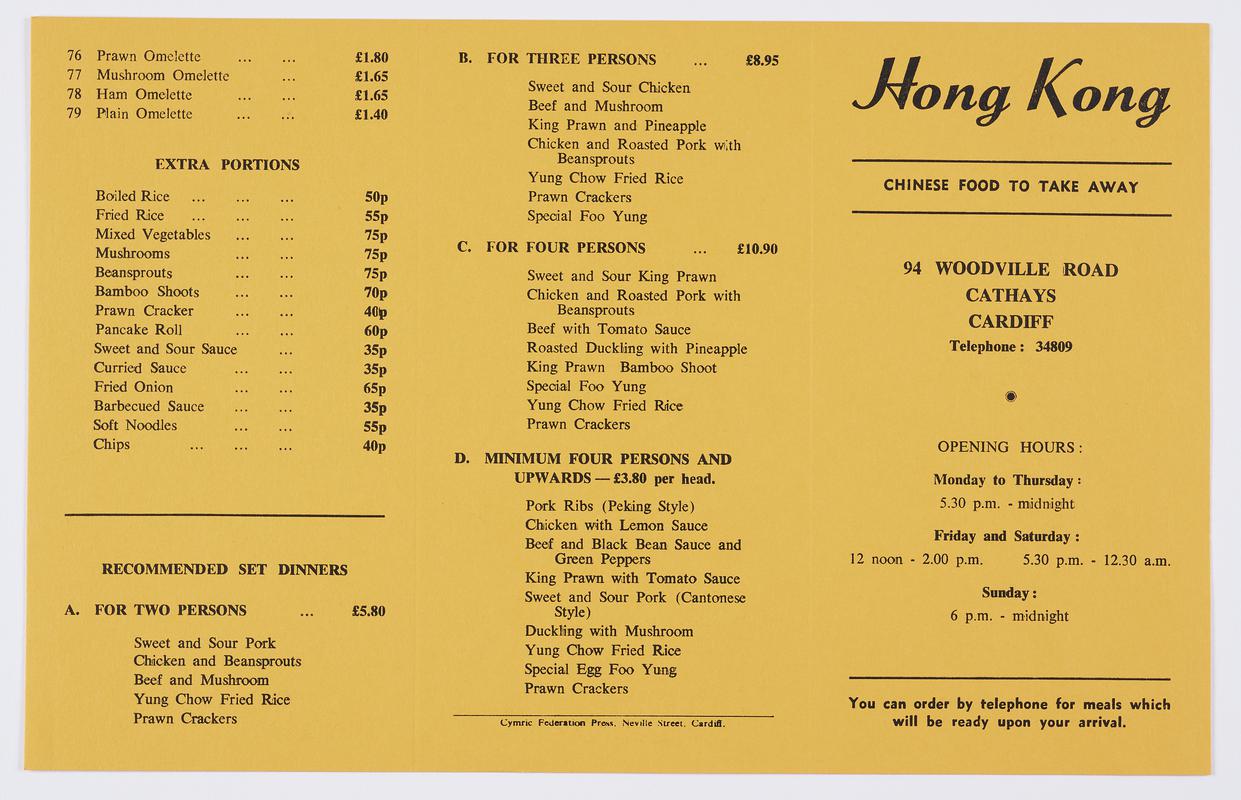 76 Prawn Omelette ... ... £1.80
77 Mushroom Omelette ... £1.65
78 Ham Omelette ... ... £1.65
79 Plain Omelette ... ... £1.40
EXTRA PORTIONS
Boiled Rice ... ... ... 50p
Fried Rice ... ... ... 55p
Mixed Vegetables ... ... 75p
Mushrooms ... ... 75p
Beansprouts ... ... 75p
Bamboo Shoots ... ... 70p
Prawn Cracker ... ... 40p
Pancake Roll ... ... 60p
Sweet and Sour Sauce ... 35p
Curried Sauce ... ... 35p
Fried Onion ... ... 65p
Barbecued Sauce ... ... 35p
Soft Noodles ... ... 55p
Chips ... ... ... 40p
RECOMMENDED SET DINNERS
A. FOR TWO PERSONS ... £5.80
Sweet and Sour Pork
Chicken and Beansprouts
Beef and Mushroom
Yung Chow Fried Rice
Prawn Crackers
B. FOR THREE PERSONS ... £8.95
Sweet and Sour Chicken
Beef and Mushroom
King Prawn and Pineapple
Chicken and Roasted Pork with
Beansprouts
Yung Chow Fried Rice
Prawn Crackers
Special Foo Yung
C. FOR FOUR PERSONS ... £10.90
Sweet and Sour King Prawn
Chicken and Roasted Pork with
Beansprouts
Beef with Tomato Sauce
Roasted Duckling with Pineapple
King Prawn Bamboo Shoot
Special Foo Yung
Yung Chow Fried Rice
Prawn Crackers
D. MINIMUM FOUR PERSONS AND
UPWARDS — £3.80 per head.
Pork Ribs (Peking Style)
Chicken with Lemon Sauce
Beef and Black Bean Sauce and
Green Peppers
King Prawn with Tomato Sauce
Sweet and Sour Pork (Cantonese
Style)
Duckling with Mushroom
Yung Chow Fried Rice
Special Egg Foo Yung
Prawn Crackers
Cymric Federation Press, Neville Street, Cardiff.
Hong Kong
CHINESE FOOD TO TAKE AWAY
94 WOODVILLE ROAD
CATHAYS
CARDIFF
Telephone: 34809
OPENING HOURS:
Monday to Thursday:
5.30 p.m. - midnight
Friday and Saturday:
12 noon - 2.00 p.m. 5.30 p.m. - 12.30 a.m.
Sunday:
6 p.m. - midnight
You can order by telephone for meals which
will be ready upon your arrival.